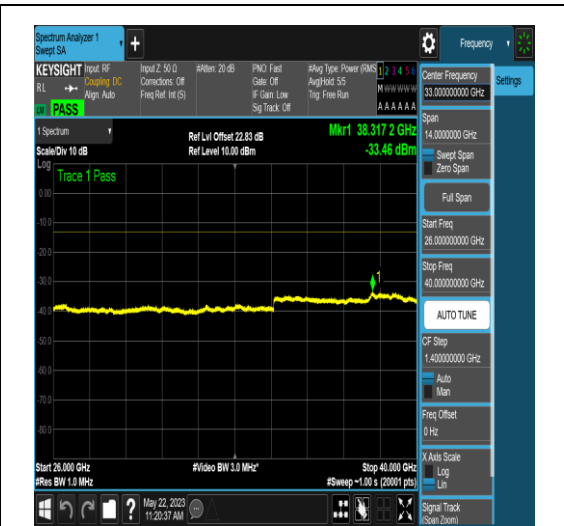 Spectrum Analyzer 1
Swept SA
Frequency
KEYSIGHT
RL
PASS
Input: RF
Coupling: DC
Align: Auto
Input Z: 50 Ω
Corrections: Off
Freq Ref: Int (S)
#Atten: 20 dB
PNO: Fast
Gate: Off
IF Gain: Low
Sig Track: Off
#Avg Type: Power (RMS
Avg|Hold: 5/5
Trig: Free Run
1 2 3 4 5 6
M W W W W W
A A A A A A
1 Spectrum
Scale/Div 10 dB
Ref Lvl Offset 22.83 dB
Ref Level 10.00 dBm
Mkr1 38.317 2 GHz
-33.46 dBm
Log
Trace 1 Pass
0.00
-10.0
-20.0
-30.0
-40.0
-50.0
-60.0
-70.0
-80.0
1
Start 26.000 GHz
#Res BW 1.0 MHz
#Video BW 3.0 MHz*
Stop 40.000 GHz
#Sweep ~1.00 s (20001 pts)
May 22, 2023
11:20:37 AM
Center Frequency
33.000000000 GHz
Settings
Span
14.0000000 GHz
Swept Span
Zero Span
Full Span
Start Freq
26.000000000 GHz
Stop Freq
40.000000000 GHz
AUTO TUNE
CF Step
1.400000000 GHz
Auto
Man
Freq Offset
0 Hz
X Axis Scale
Log
Lin
Signal Track
(Span Zoom)